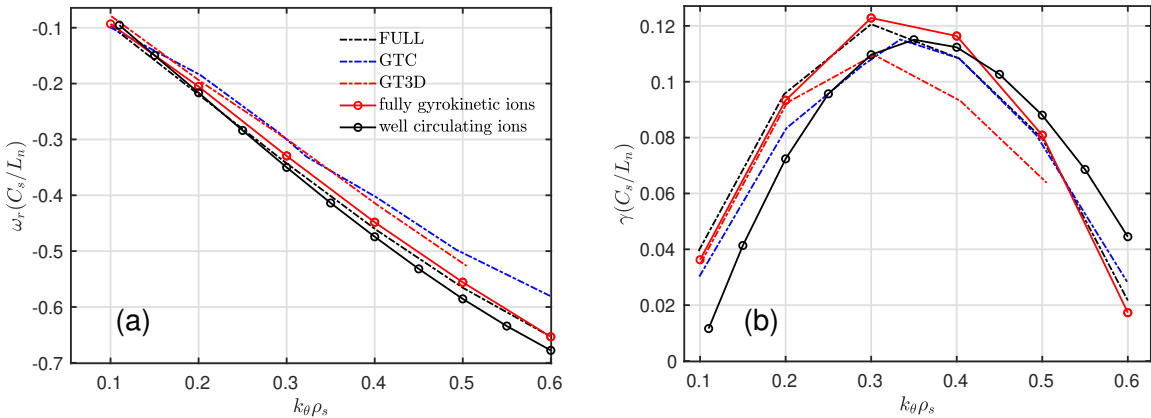 -0.1
-0.2
-0.3
-0.4
-0.5
-0.6
-0.7
ω_r(C_s/L_n)
FULL
GTC
GT3D
fully gyrokinetic ions
well circulating ions
(a)
0.1 0.2 0.3 0.4 0.5 0.6
k_θρ_s
0.12
0.1
0.08
0.06
0.04
0.02
0
γ(C_s/L_n)
(b)
0.1 0.2 0.3 0.4 0.5 0.6
k_θρ_s